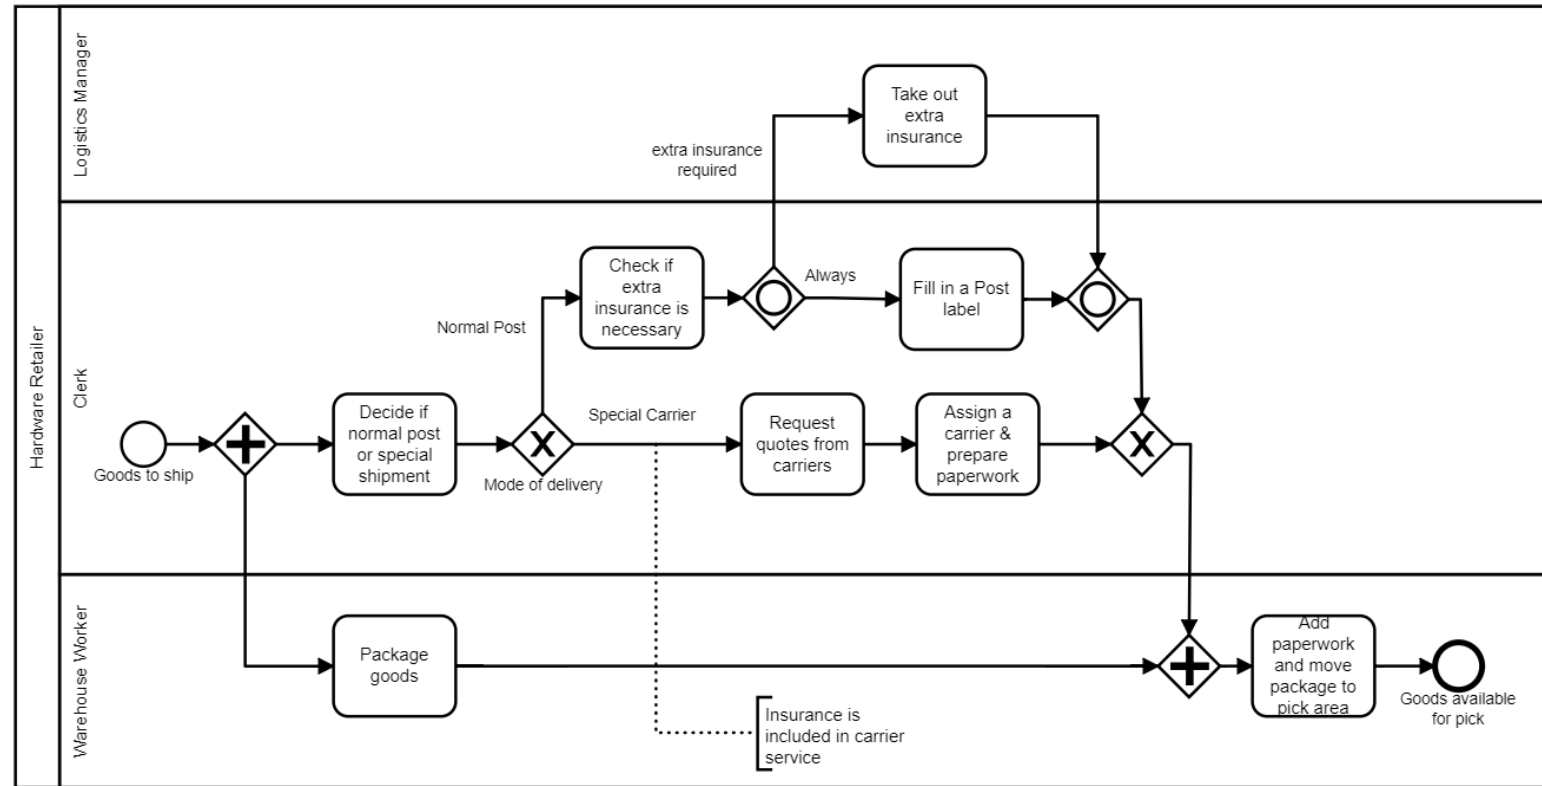 Hardware Retailer
Logistics Manager
Take out
extra
insurance
extra insurance
required
Clerk
Check if
extra
insurance is
necessary
Always
Fill in a Post
label
Normal Post
Goods to ship
Decide if
normal post
or special
shipment
Mode of delivery
Special Carrier
Request
quotes from
carriers
Assign a
carrier &
prepare
paperwork
Warehouse Worker
Package
goods
Insurance is
included in carrier
service
Add
paperwork
and move
package to
pick area
Goods available
for pick